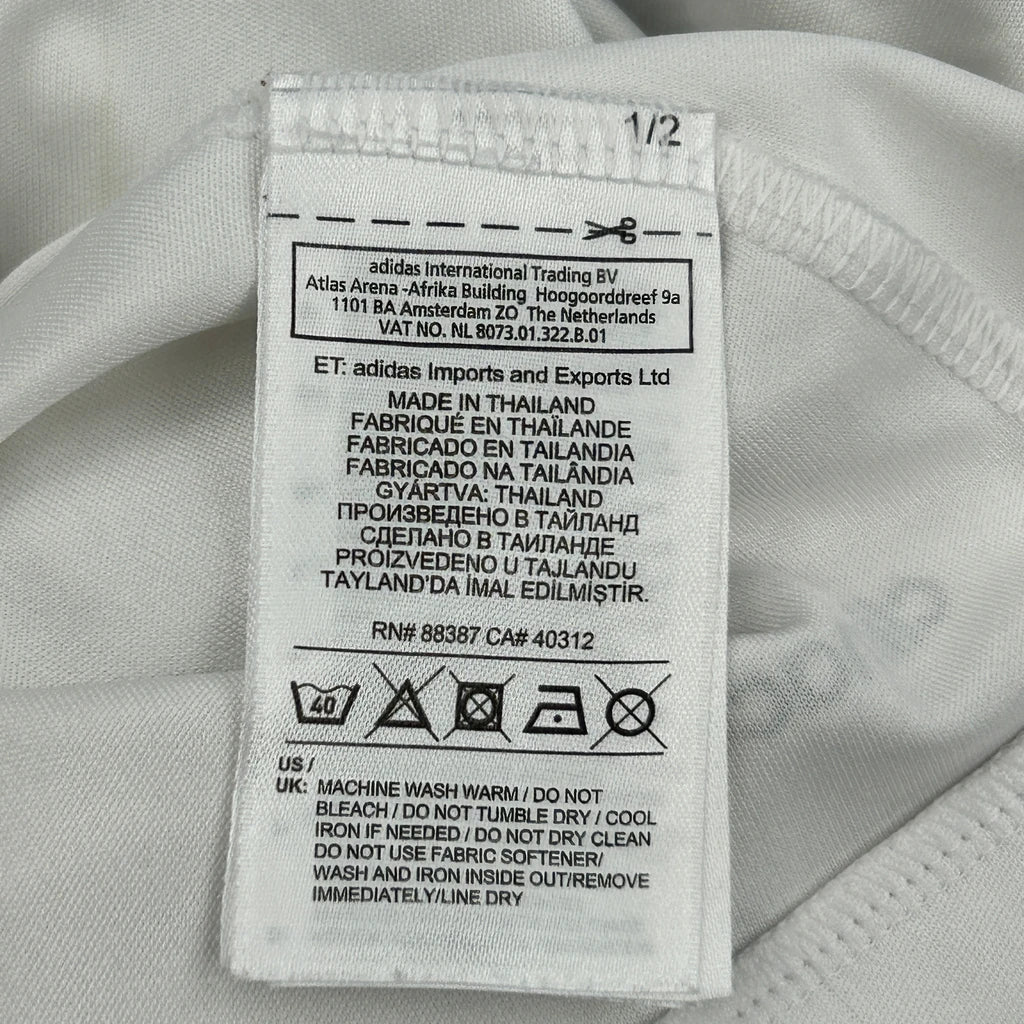 1/2
adidas International Trading BV
Atlas Arena -Afrika Building Hoogoorddreef 9a
1101 BA Amsterdam ZO The Netherlands
VAT NO. NL 8073.01.322.B.01
ET: adidas Imports and Exports Ltd
MADE IN THAILAND
FABRIQUÉ EN THAÏLANDE
FABRICADO EN TAILANDIA
FABRICADO NA TAILÂNDIA
GYÁRTVA: THAILAND
ПРОИЗВЕДЕНО В ТАЙЛАНД
СДЕЛАНО В ТАИЛАНДЕ
PROIZVEDENO U TAJLANDU
TAYLAND'DA İMAL EDİLMİŞTİR.
RN# 88387 CA# 40312
40
US /
UK: MACHINE WASH WARM / DO NOT
BLEACH / DO NOT TUMBLE DRY / COOL
IRON IF NEEDED / DO NOT DRY CLEAN
DO NOT USE FABRIC SOFTENER/
WASH AND IRON INSIDE OUT/REMOVE
IMMEDIATELY/LINE DRY